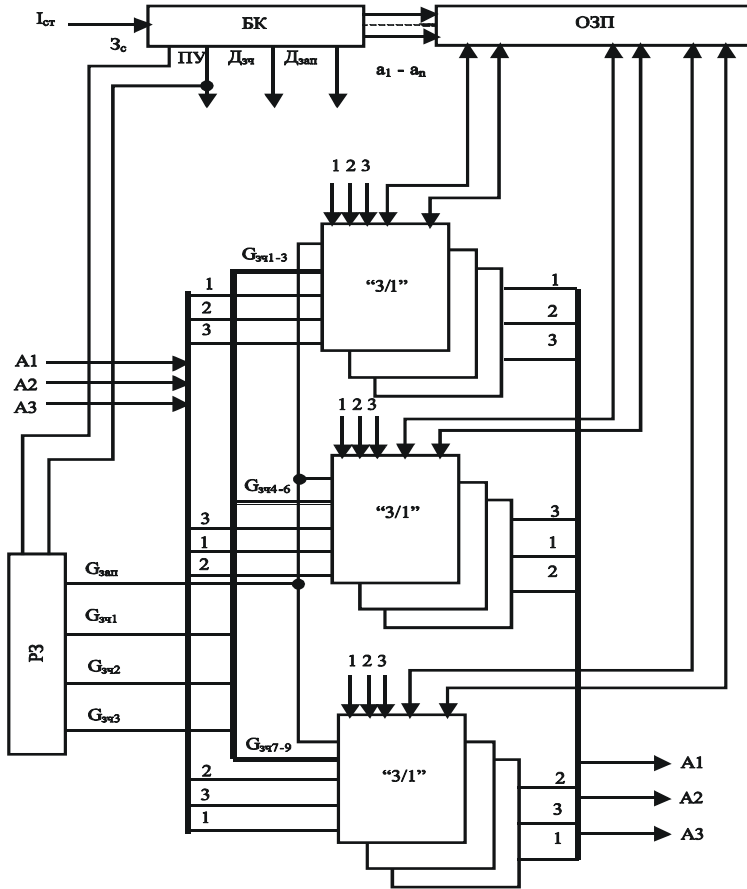 Iст
БК
ОЗП
Зс
ПУ
Дзч
Дзап
a1 - an
1 2 3
Gзч1-3
"3/1"
1
2
3
1
2
3
A1
A2
A3
1 2 3
Gзч4-6
"3/1"
3
1
2
3
1
2
Gзап
Gзч1
Gзч2
Gзч3
РЗ
1 2 3
Gзч7-9
"3/1"
2
3
1
2
3
1
A1
A2
A3